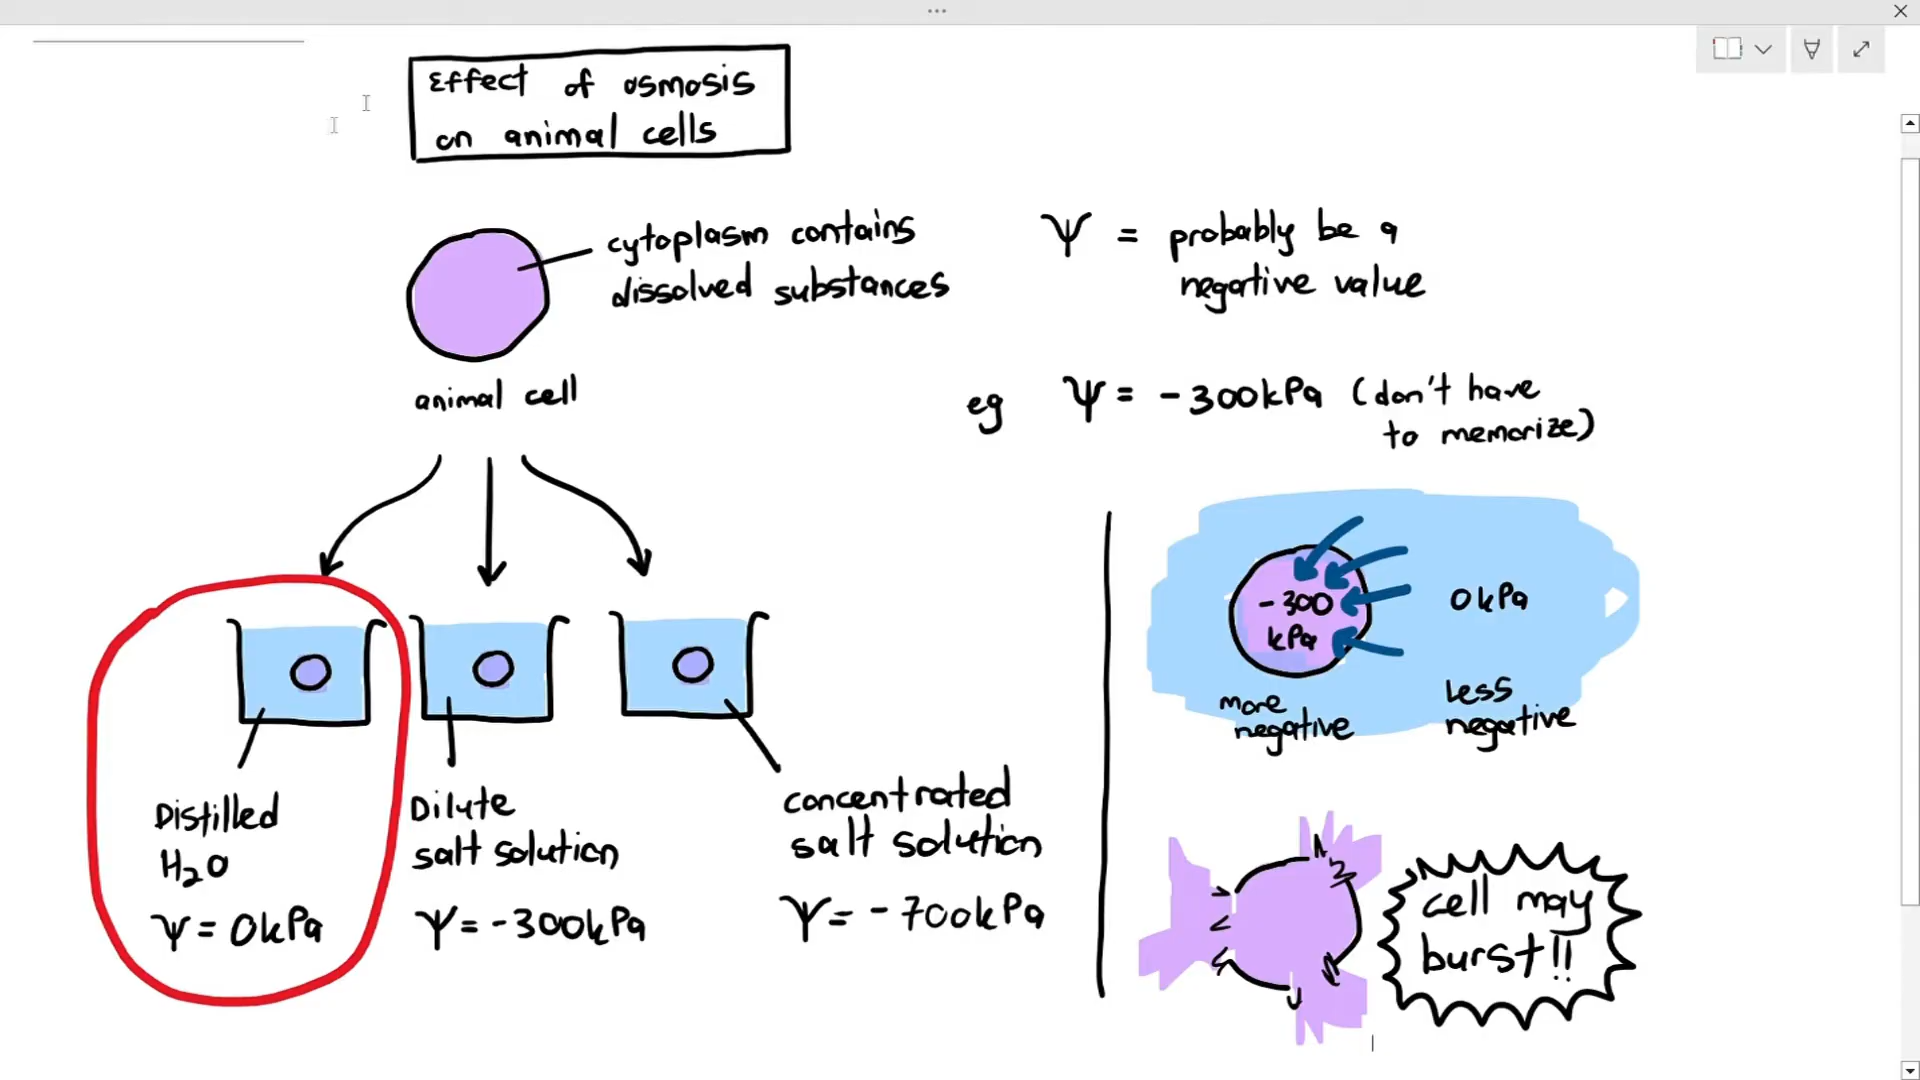 Effect of osmosis
on animal cells
cytoplasm contains
dissolved substances
Ψ = probably be a
negative value
animal cell
eg Ψ = -300kPa (don't have
to memorize)
-300
kPa
0kPa
more
negative
Less
negative
Distilled
H₂O
Ψ = 0kPa
Dilute
salt solution
Ψ = -300kPa
concentrated
salt solution
Ψ = -700kPa
cell may
burst!!